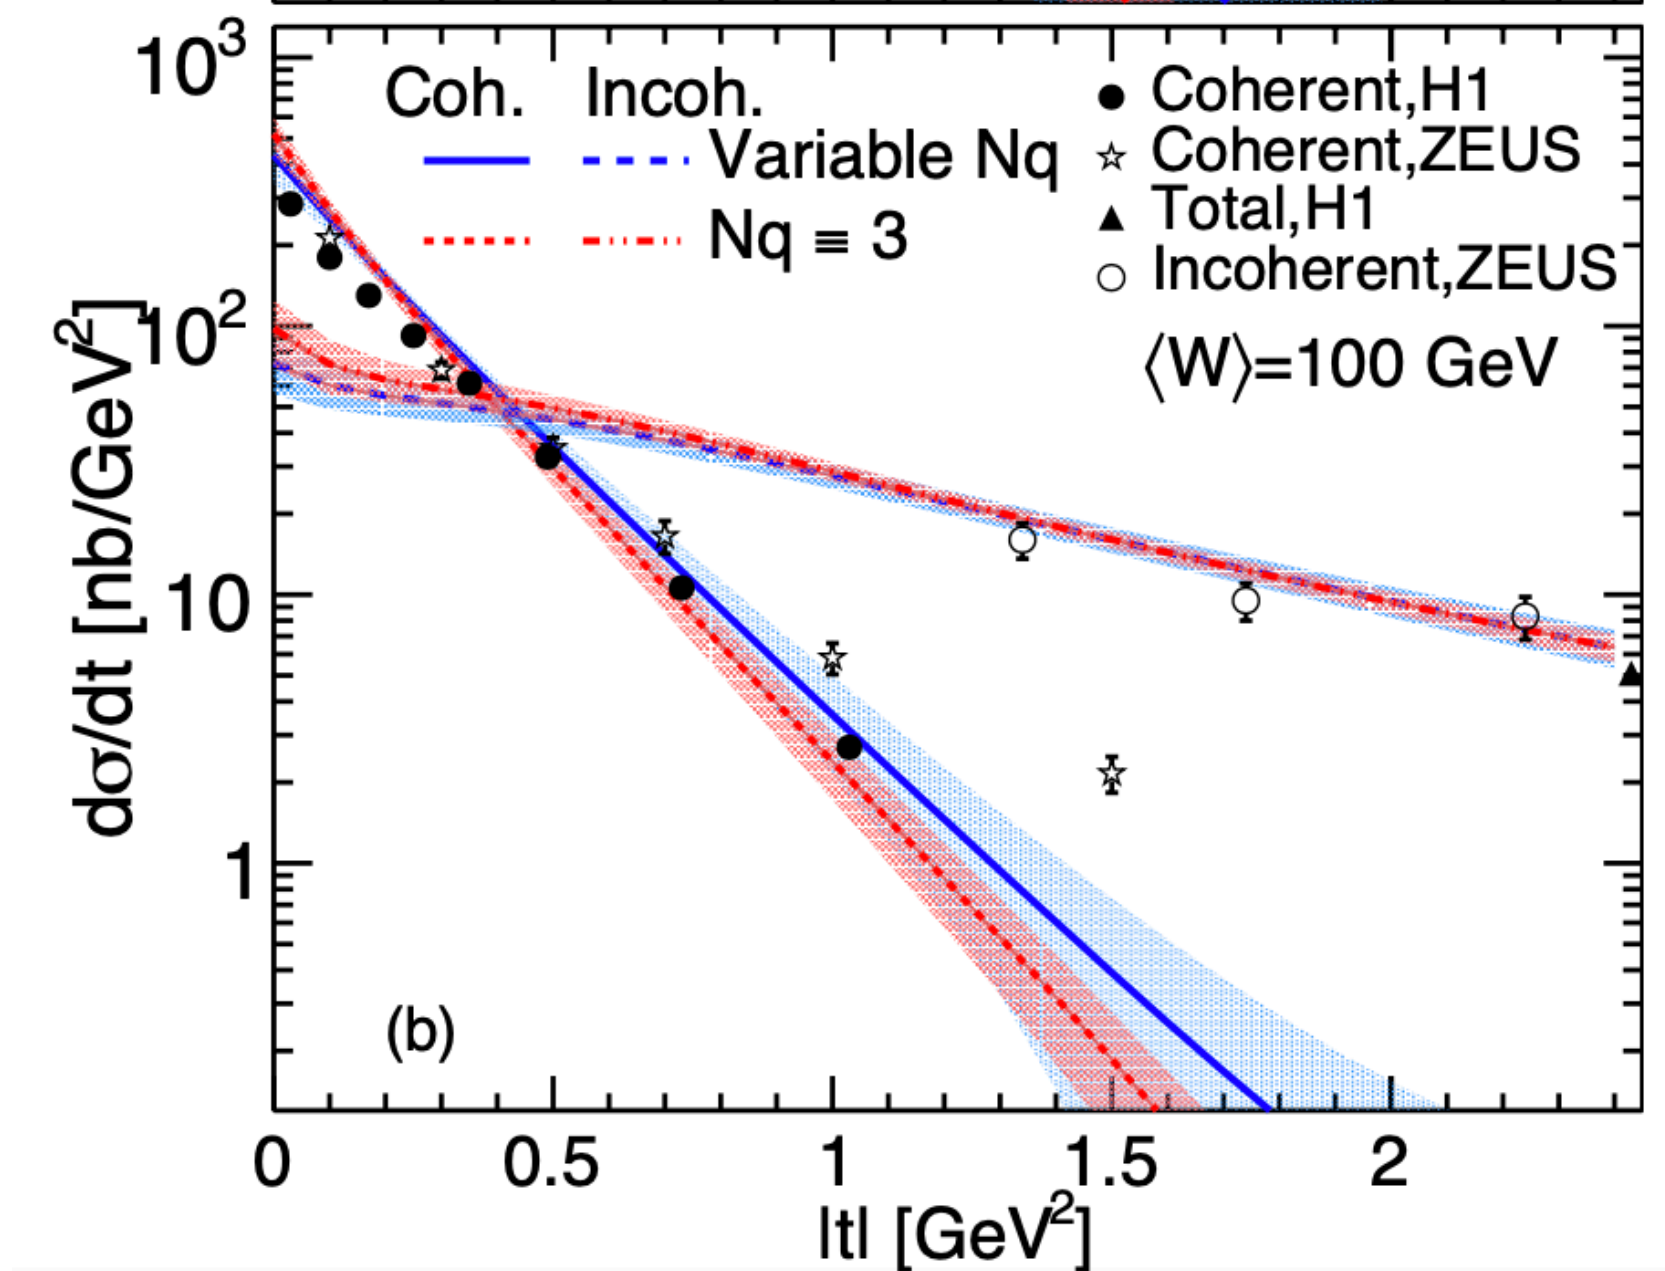 10³
Coh. Incoh.
Variable Nq
Nq ≡ 3
● Coherent,H1
☆ Coherent,ZEUS
▲ Total,H1
○ Incoherent,ZEUS
⟨W⟩=100 GeV
10²
10
1
dσ/dt [nb/GeV²]
(b)
0 0.5 1 1.5 2
|t| [GeV²]